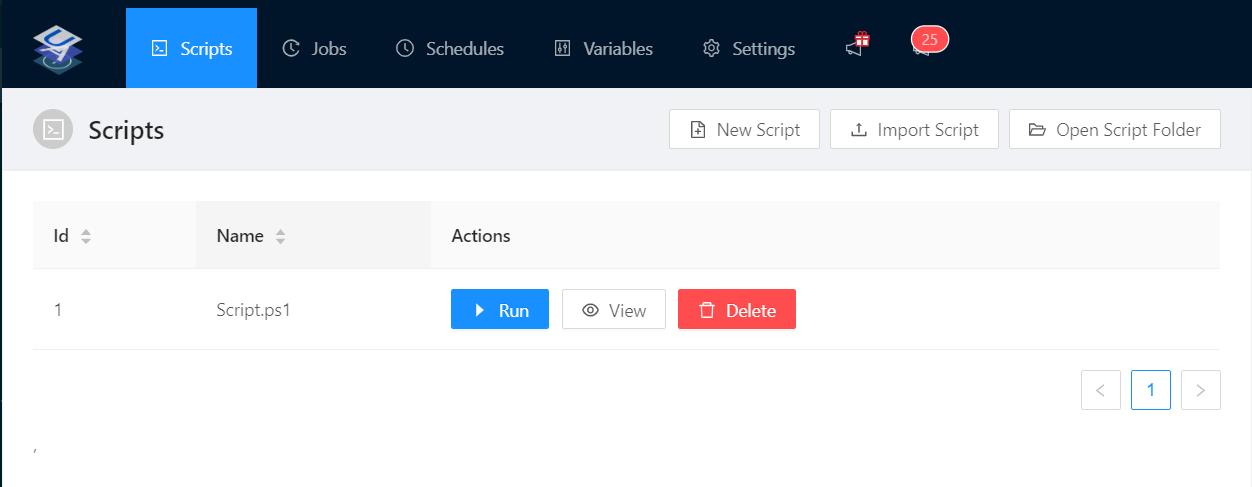 Scripts Jobs Schedules Variables Settings 25
Scripts New Script Import Script Open Script Folder
Id Name Actions
1 Script.ps1 Run View Delete
< 1 >
,